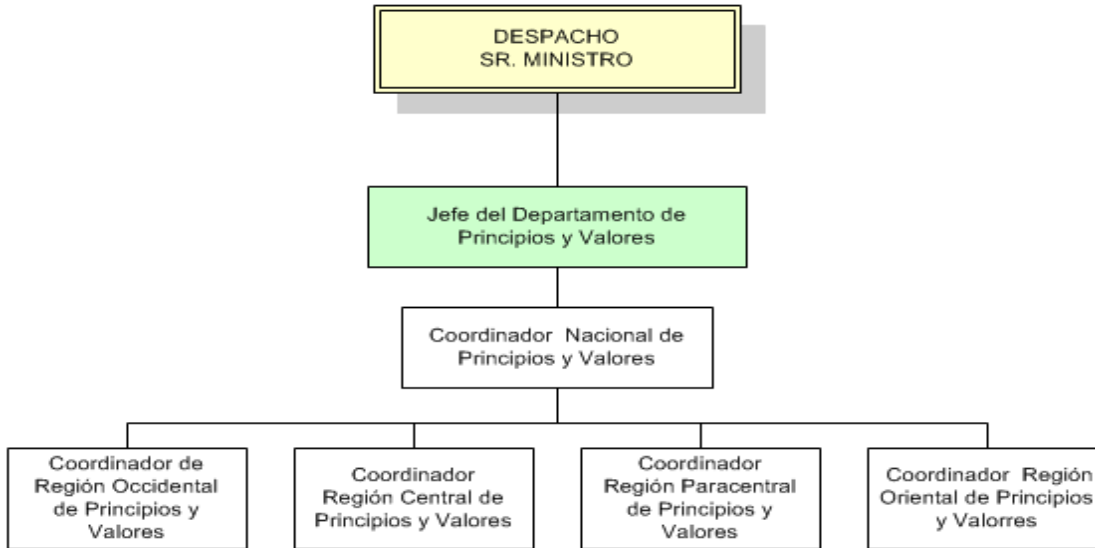 DESPACHO
SR. MINISTRO
Jefe del Departamento de
Principios y Valores
Coordinador Nacional de
Principios y Valores
Coordinador de
Región Occidental
de Principios y
Valores
Coordinador
Región Central de
Principios y Valores
Coordinador
Región Paracentral
de Principios y
Valores
Coordinador Región
Oriental de Principios
y Valorres